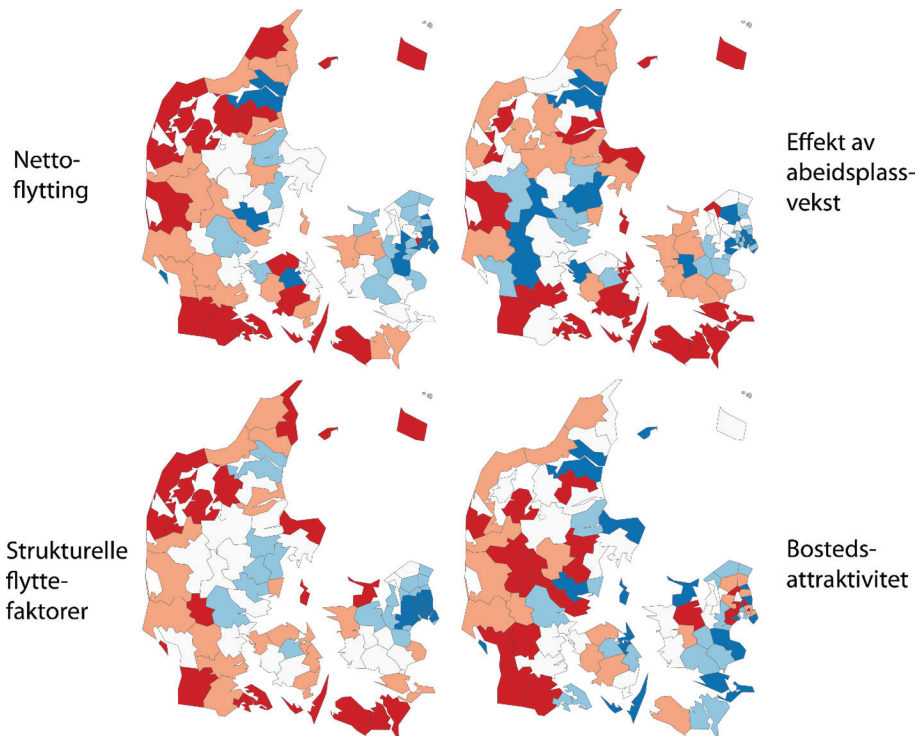 Netto-
flytting
Effekt av
abeidsplass-
vekst
Strukturelle
flytte-
faktorer
Bosteds-
attraktivitet